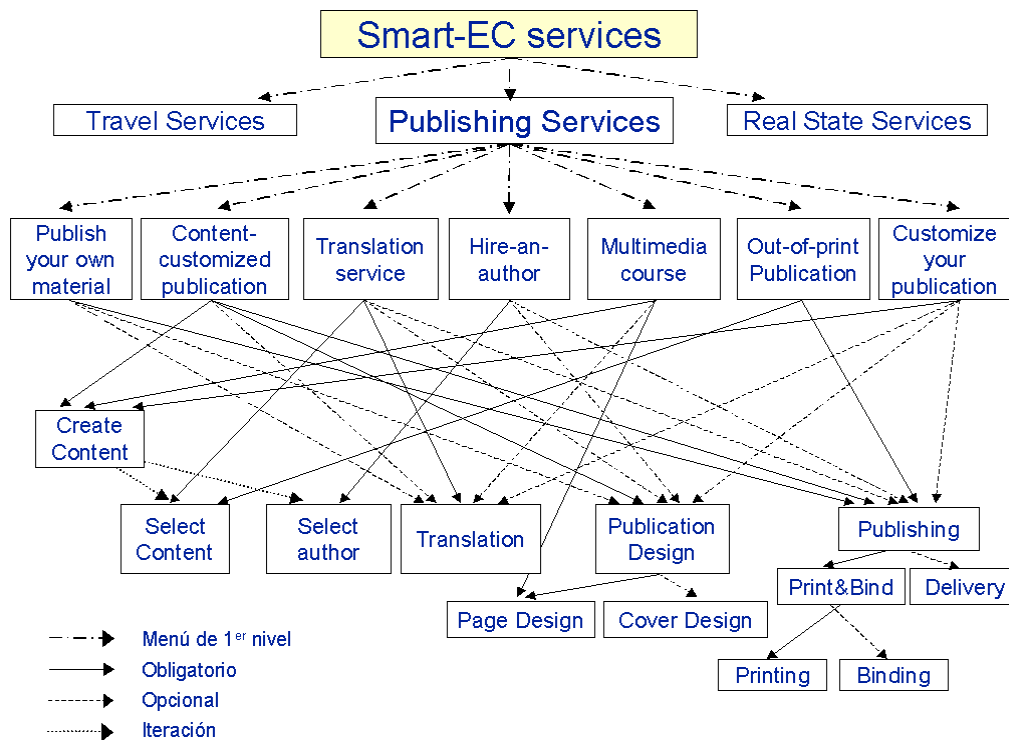 Smart-EC services
Travel Services
Publishing Services
Real State Services
Publish
your own
material
Content-
customized
publication
Translation
service
Hire-an-
author
Multimedia
course
Out-of-print
Publication
Customize
your
publication
Create
Content
Select
Content
Select
author
Translation
Publication
Design
Publishing
Print&Bind
Delivery
Page Design
Cover Design
Printing
Binding
Menú de 1er nivel
Obligatorio
Opcional
Iteración